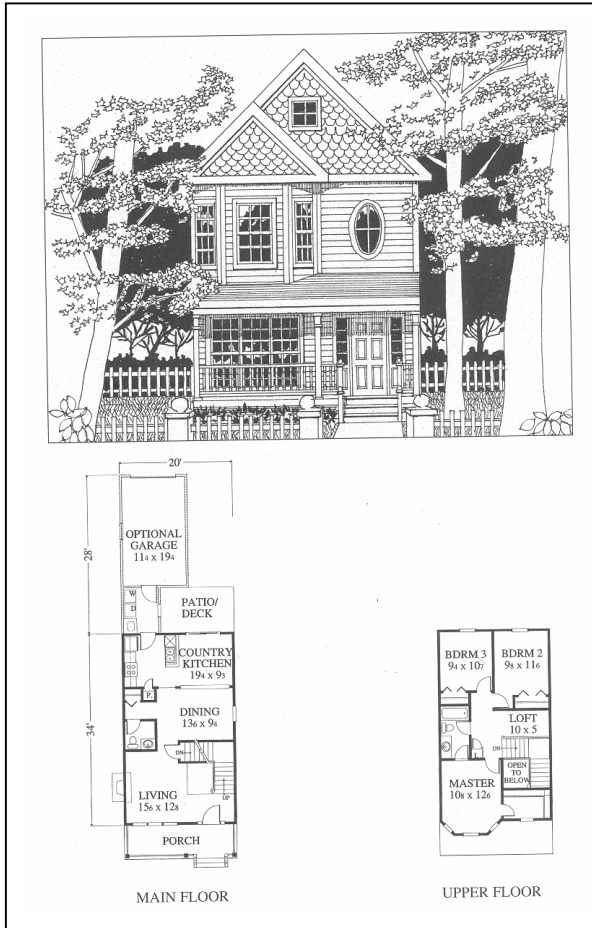 20'
28'
OPTIONAL
GARAGE
11⁴ x 19⁴
W
D
PATIO/
DECK
COUNTRY
KITCHEN
19⁴ x 9³
P.
34'
DINING
13⁶ x 9⁴
DN
UP
LIVING
15⁶ x 12⁸
PORCH
MAIN FLOOR
BDRM 3
9⁴ x 10⁷
BDRM 2
9⁸ x 11⁶
LOFT
10 x 5
DN
L
OPEN
TO
BELOW
MASTER
10⁸ x 12⁶
UPPER FLOOR